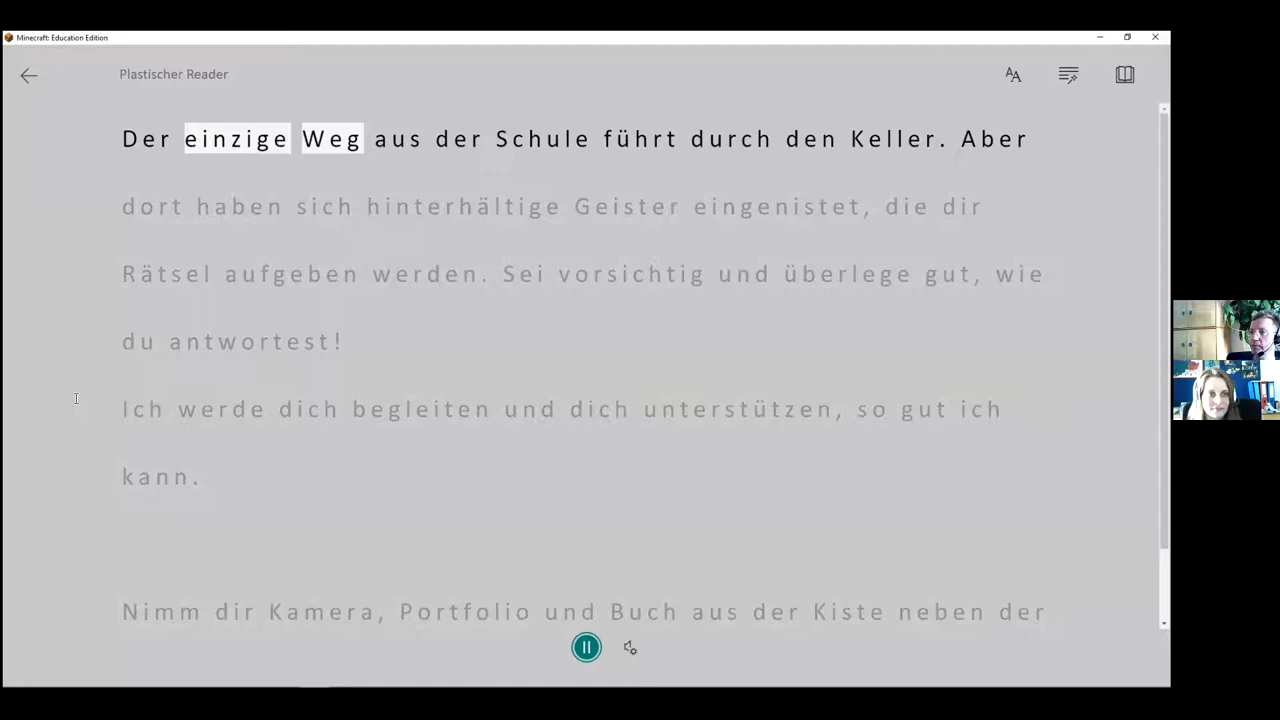 Minecraft: Education Edition
Plastischer Reader
AA
Der einzige Weg aus der Schule führt durch den Keller. Aber
dort haben sich hinterhältige Geister eingenistet, die dir
Rätsel aufgeben werden. Sei vorsichtig und überlege gut, wie
du antwortest!
Ich werde dich begleiten und dich unterstützen, so gut ich
kann.
Nimm dir Kamera, Portfolio und Buch aus der Kiste neben der